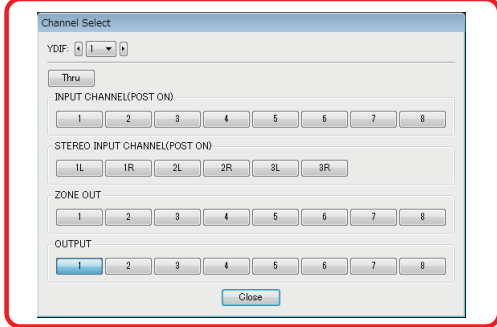 Channel Select
YDIF: 1
Thru
INPUT CHANNEL(POST ON)
1 2 3 4 5 6 7 8
STEREO INPUT CHANNEL(POST ON)
1L 1R 2L 2R 3L 3R
ZONE OUT
1 2 3 4 5 6 7 8
OUTPUT
1 2 3 4 5 6 7 8
Close